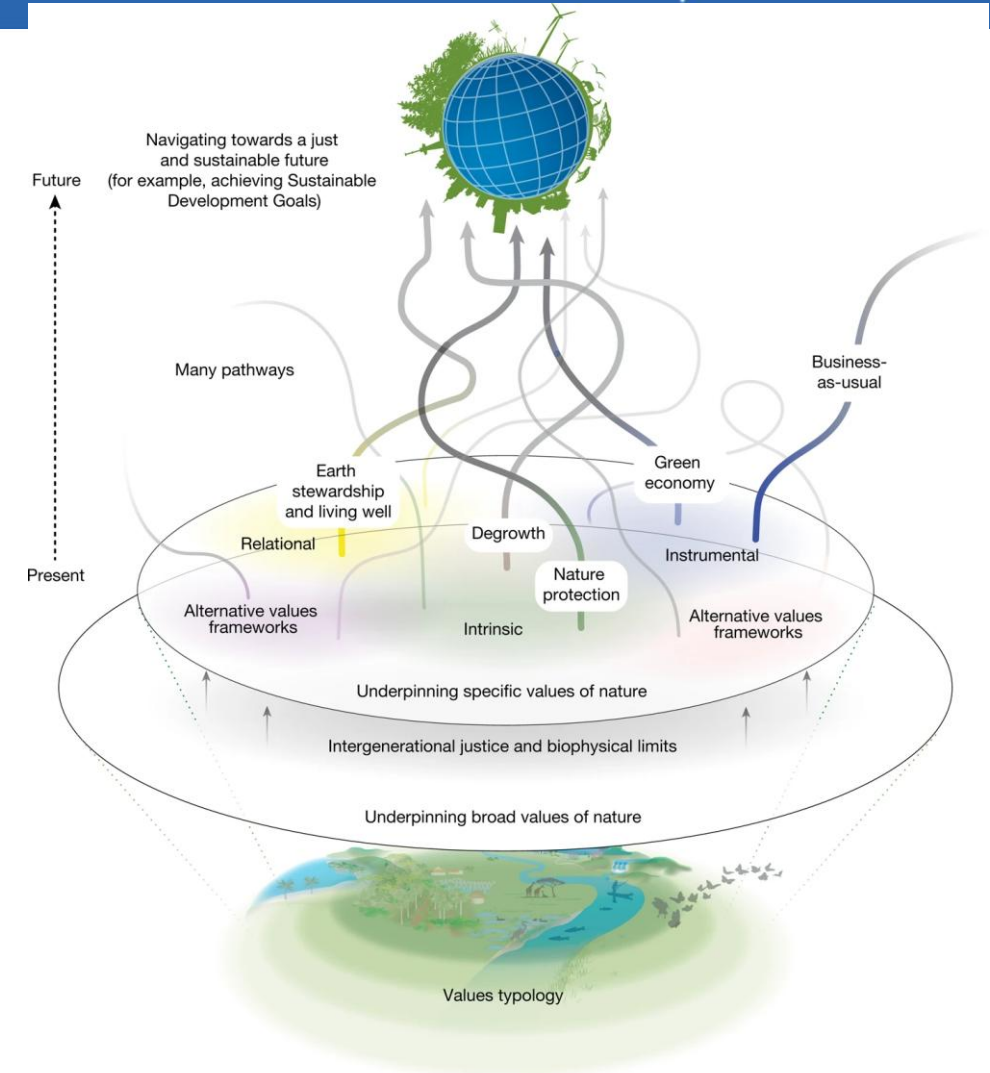 Navigating towards a just
and sustainable future
(for example, achieving Sustainable
Development Goals)
Future
Many pathways
Business-
as-usual
Earth
stewardship
and living well
Green
economy
Relational
Degrowth
Instrumental
Present
Nature
protection
Alternative values
frameworks
Intrinsic
Alternative values
frameworks
Underpinning specific values of nature
Intergenerational justice and biophysical limits
Underpinning broad values of nature
Values typology